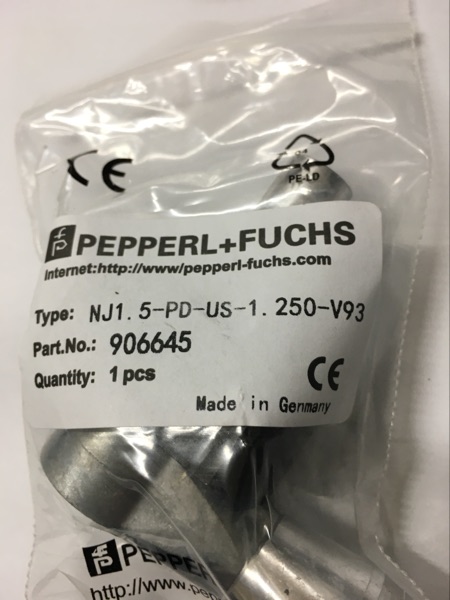 CE
04
PE-LD
PEPPERL+FUCHS
Internet:http://www/pepperl-fuchs.com
Type: NJ1.5-PD-US-1.250-V93
Part.No.: 906645
Quantity: 1 pcs
CE
Made in Germany
PEPPE
http://www.pe